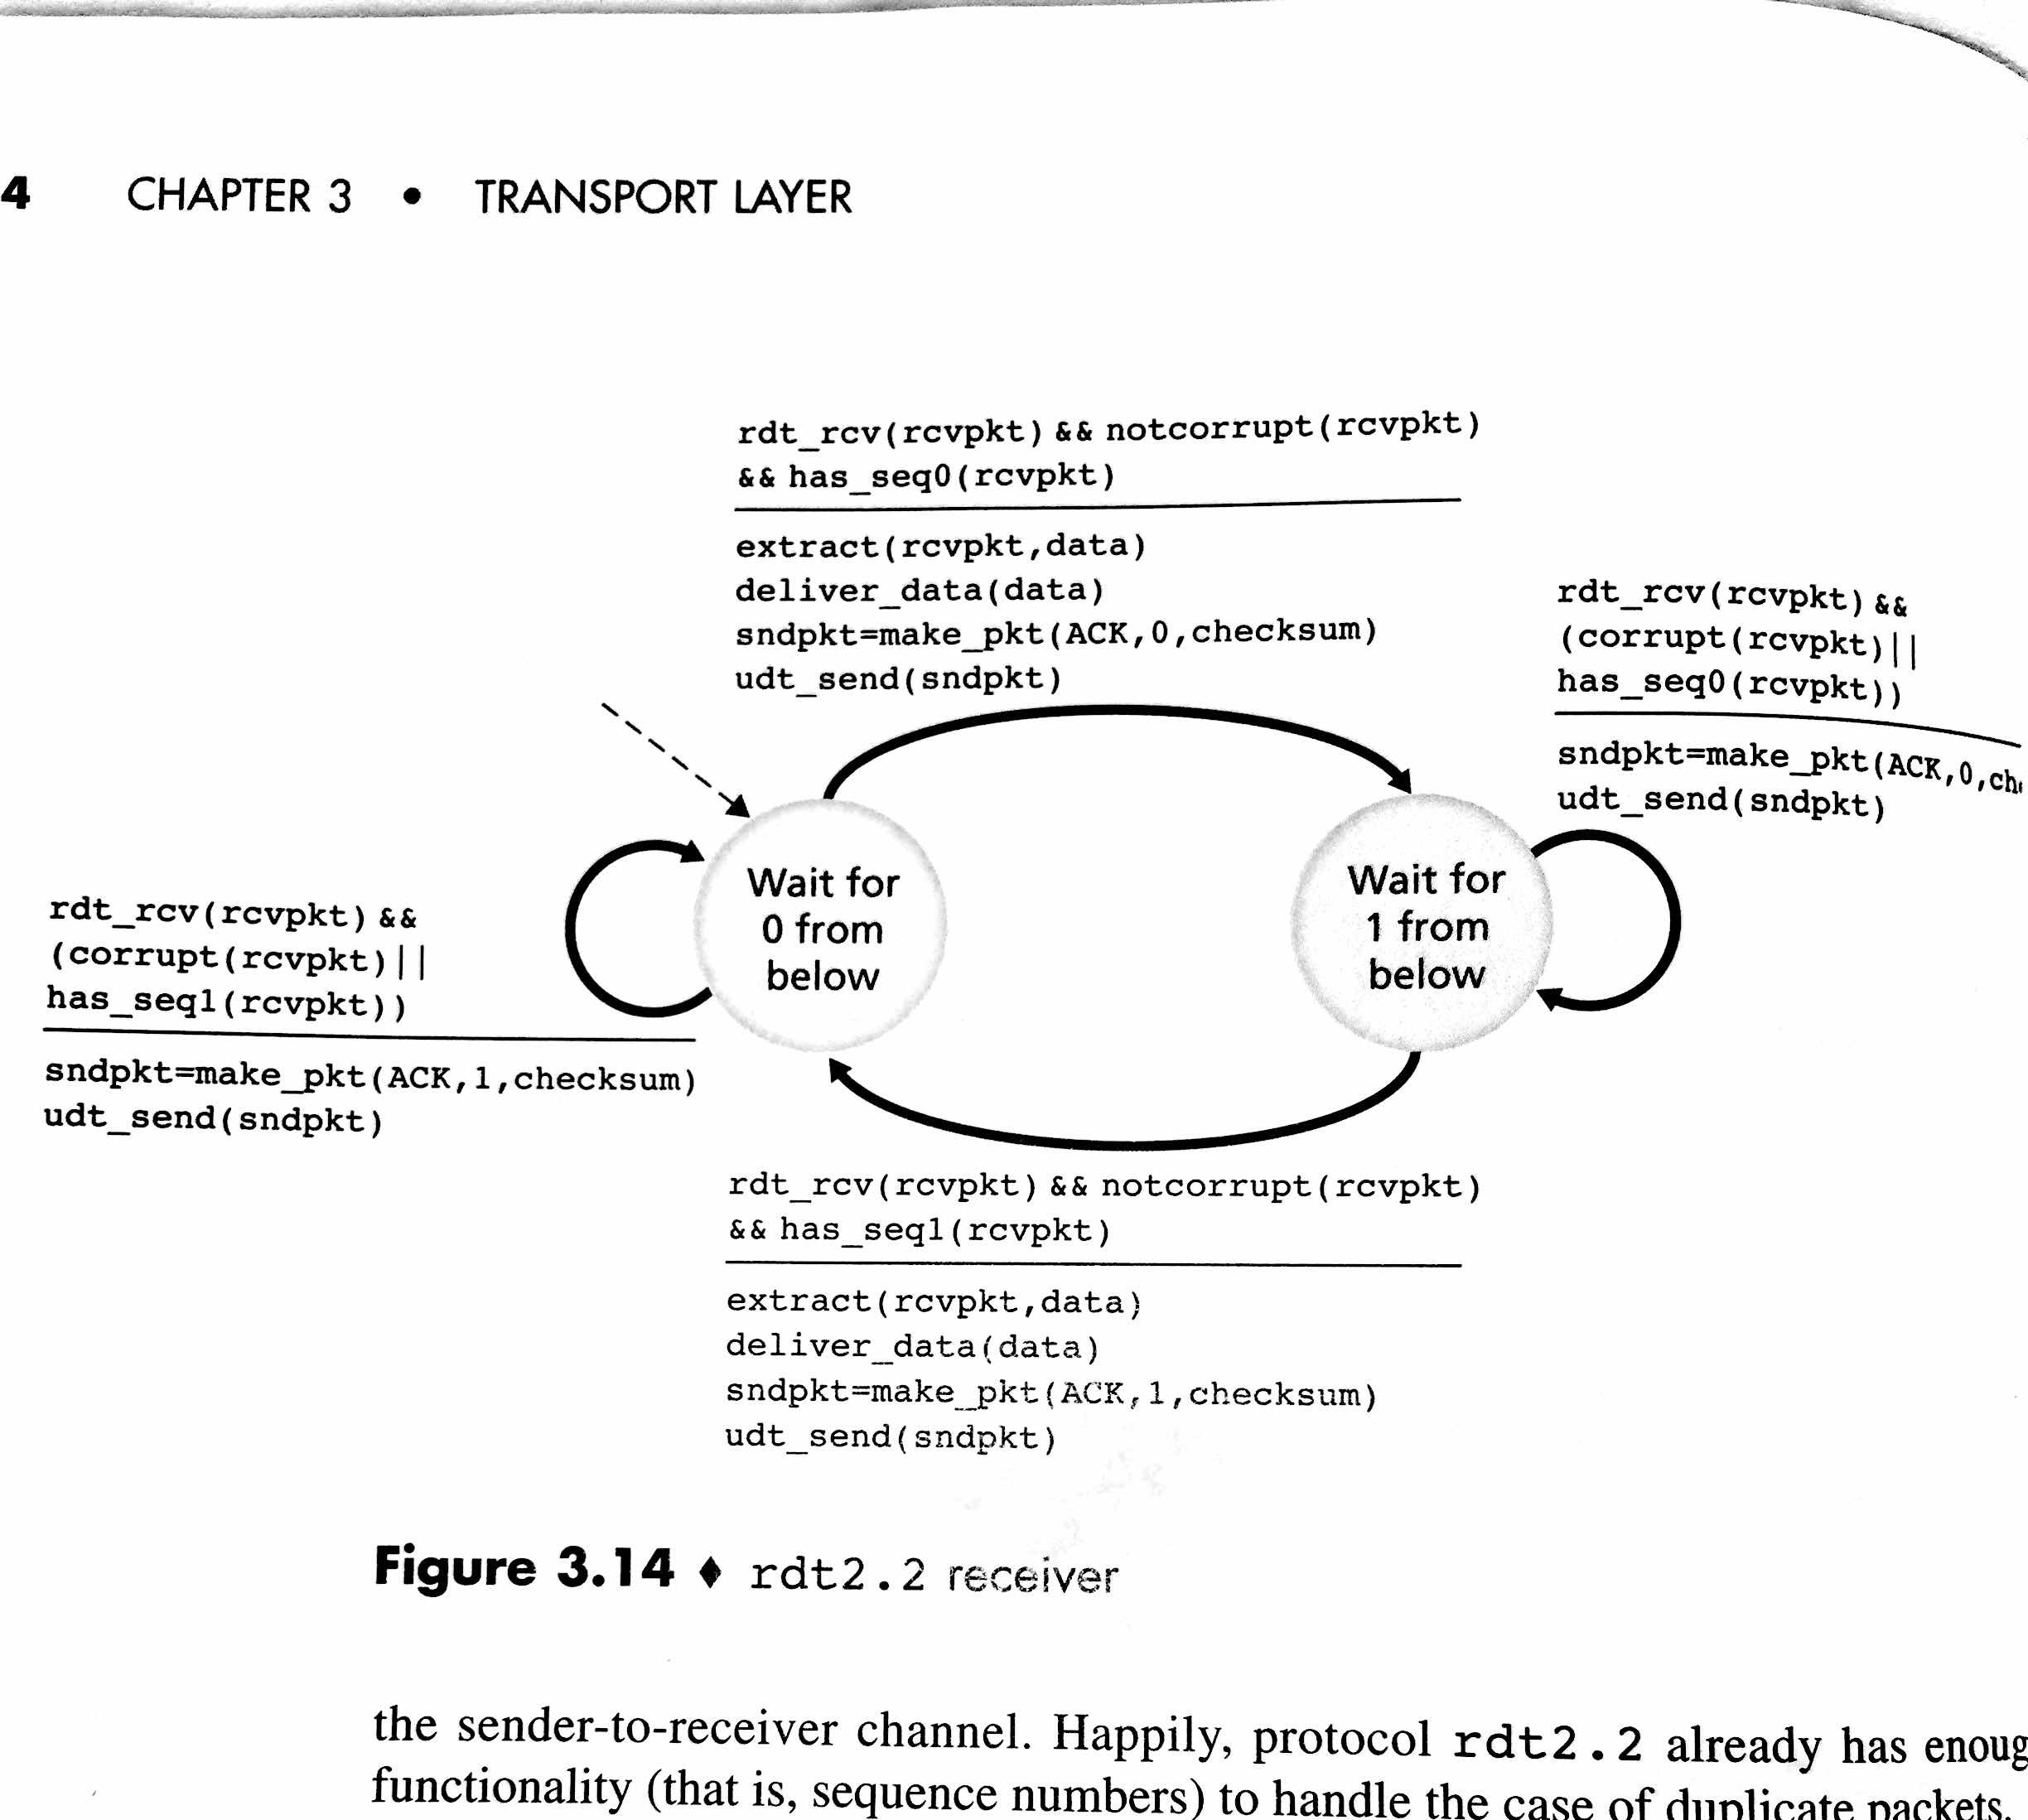 4 CHAPTER 3 • TRANSPORT LAYER
rdt_rcv(rcvpkt) && notcorrupt(rcvpkt)
&& has_seq0(rcvpkt)
extract(rcvpkt,data)
deliver_data(data)
sndpkt=make_pkt(ACK,0,checksum)
udt_send(sndpkt)
rdt_rcv(rcvpkt) &&
(corrupt(rcvpkt)||
has_seq0(rcvpkt))
sndpkt=make_pkt(ACK,0,ch
udt_send(sndpkt)
Wait for
0 from
below
Wait for
1 from
below
rdt_rcv(rcvpkt) &&
(corrupt(rcvpkt)||
has_seq1(rcvpkt))
sndpkt=make_pkt(ACK,1,checksum)
udt_send(sndpkt)
rdt_rcv(rcvpkt) && notcorrupt(rcvpkt)
&& has_seq1(rcvpkt)
extract(rcvpkt,data)
deliver_data(data)
sndpkt=make_pkt(ACK,1,checksum)
udt_send(sndpkt)
Figure 3.14 ♦ rdt2.2 receiver
the sender-to-receiver channel. Happily, protocol rdt2.2 already has enoug
functionality (that is, sequence numbers) to handle the case of duplicate packets.